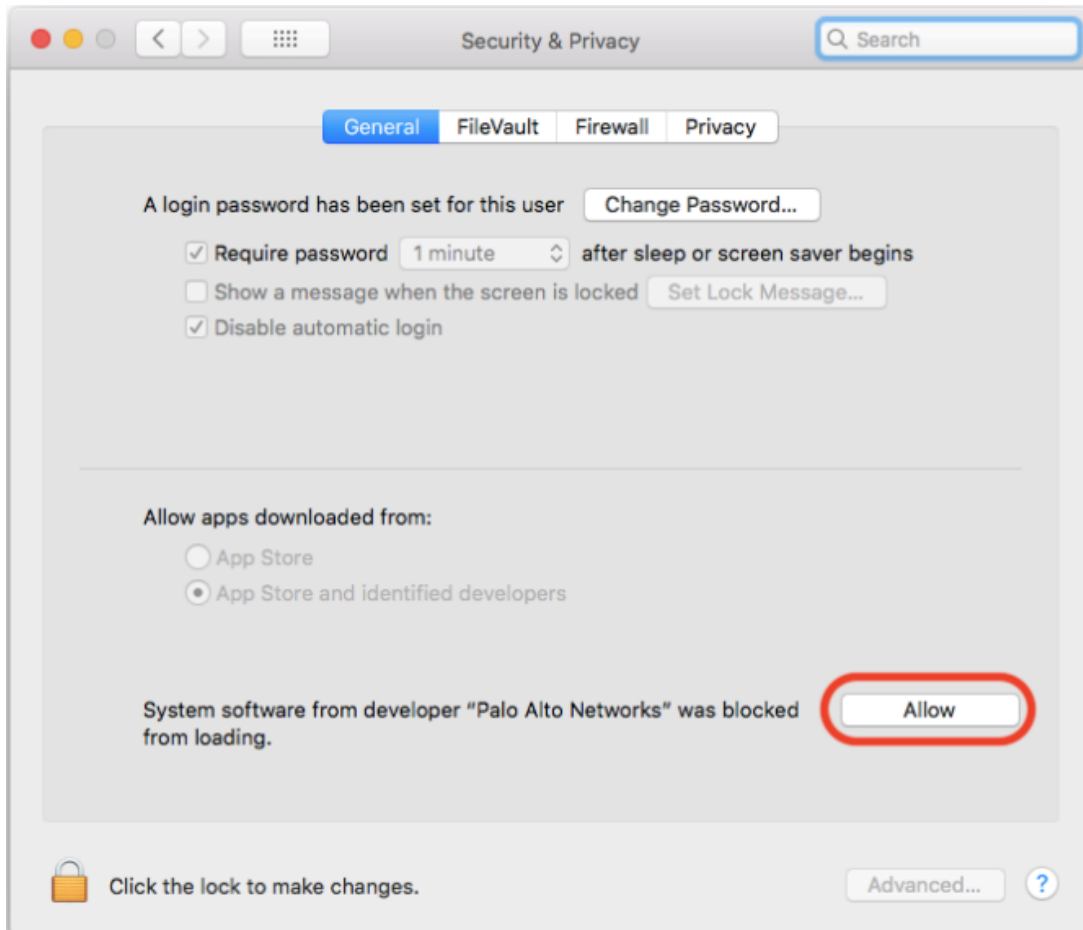 Security & Privacy
Search
General FileVault Firewall Privacy
A login password has been set for this user Change Password...
Require password 1 minute after sleep or screen saver begins
Show a message when the screen is locked Set Lock Message...
Disable automatic login
Allow apps downloaded from:
App Store
App Store and identified developers
System software from developer “Palo Alto Networks” was blocked Allow
from loading.
Click the lock to make changes. Advanced... ?